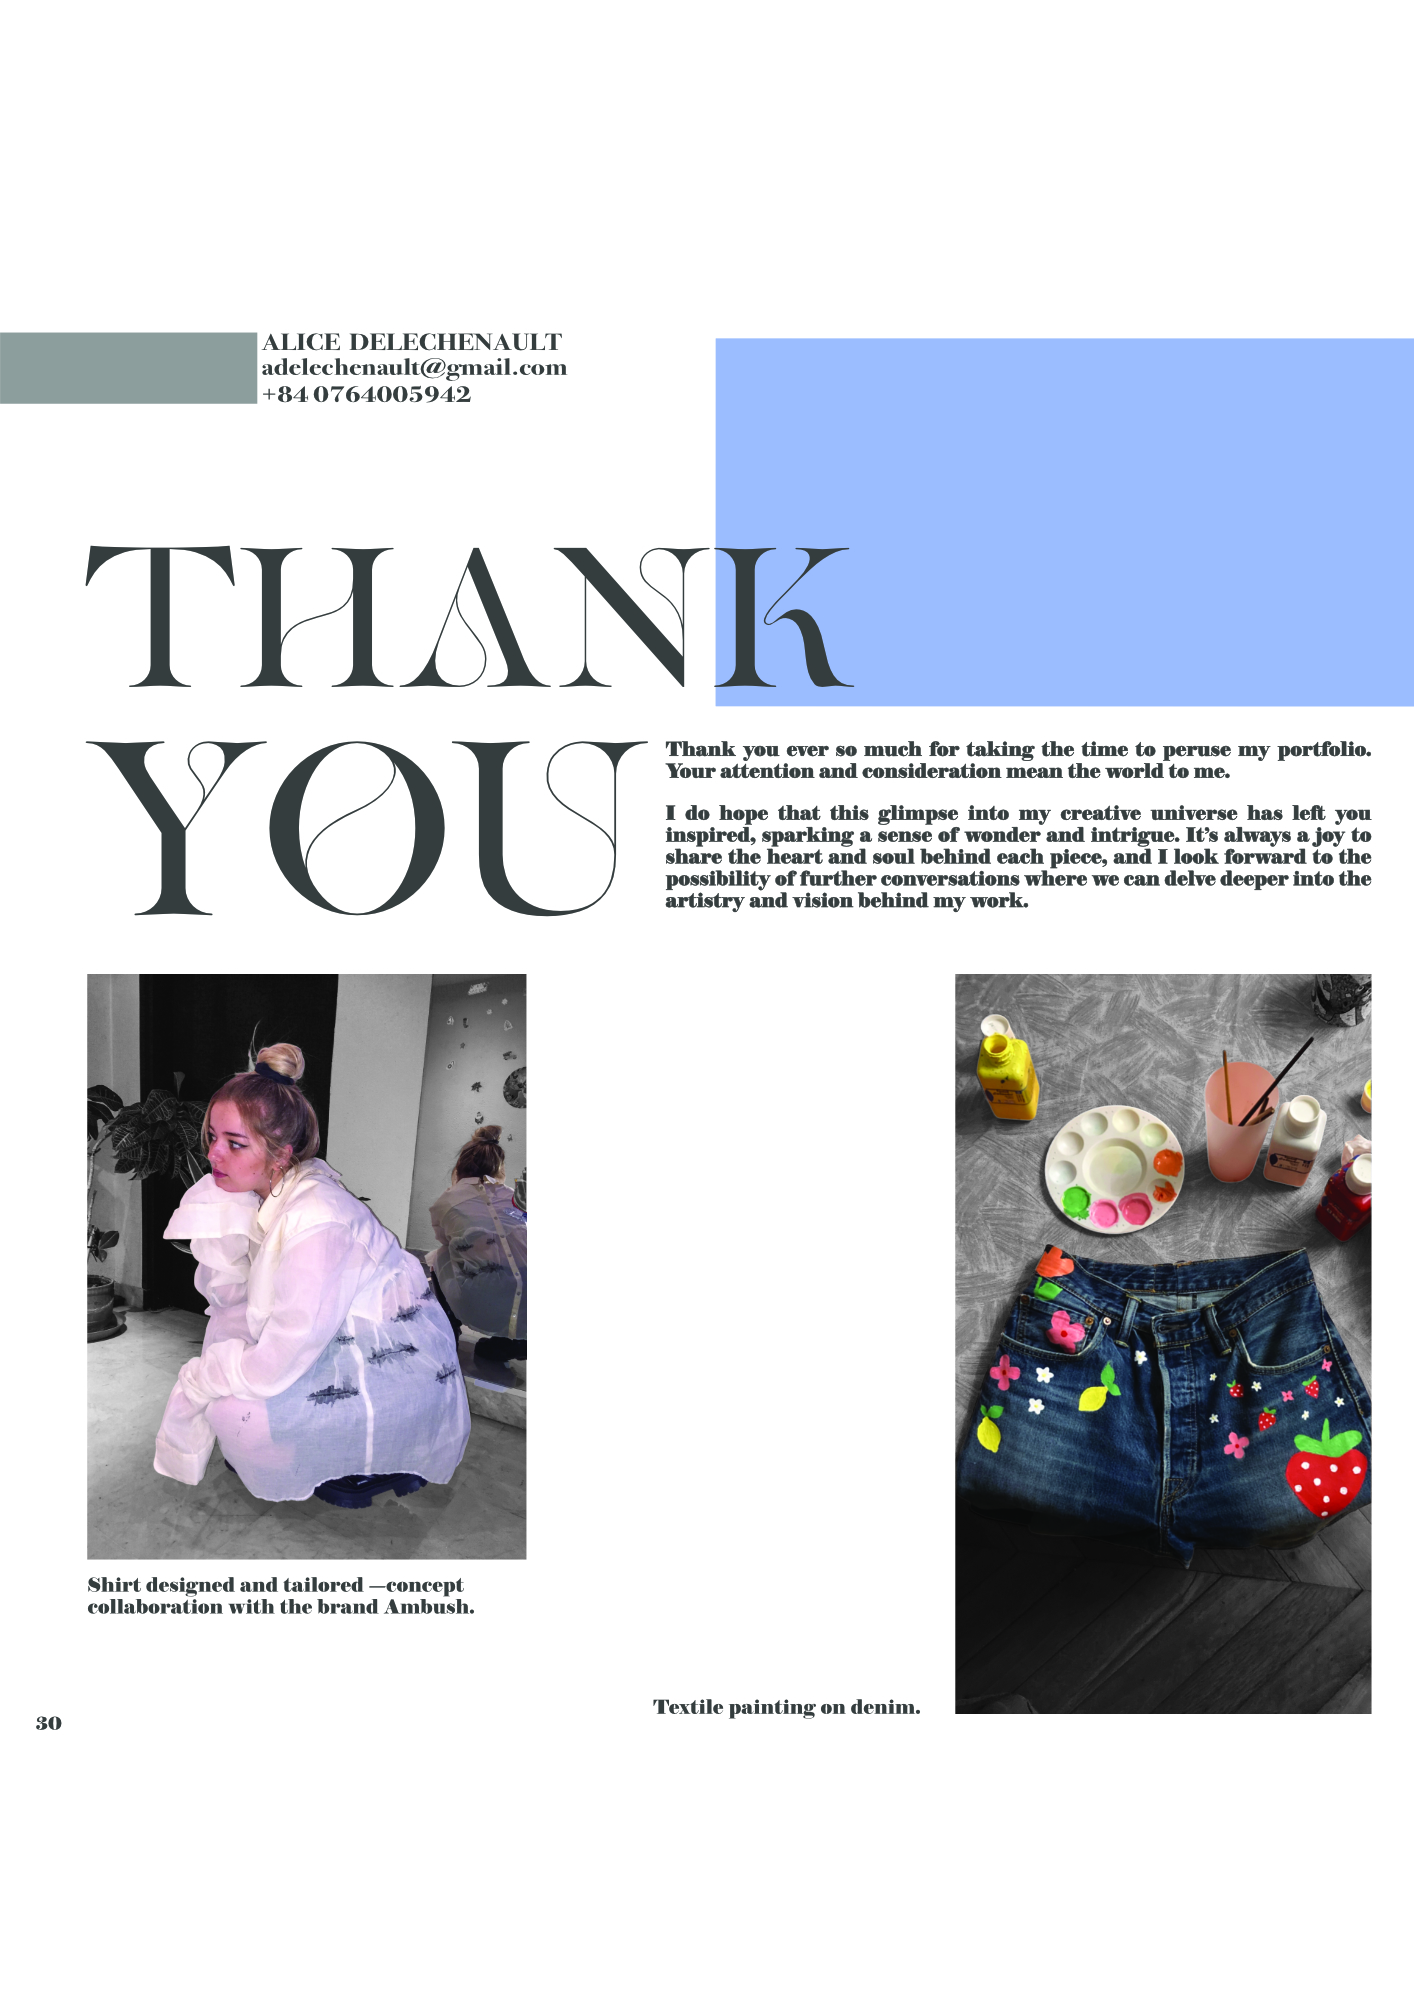 ALICE DELECHENAULT
adelechenault@gmail.com
+84 0764005942
THANK
YOU
Thank you ever so much for taking the time to peruse my portfolio.
Your attention and consideration mean the world to me.
I do hope that this glimpse into my creative universe has left you
inspired, sparking a sense of wonder and intrigue. It’s always a joy to
share the heart and soul behind each piece, and I look forward to the
possibility of further conversations where we can delve deeper into the
artistry and vision behind my work.
Shirt designed and tailored —concept
collaboration with the brand Ambush.
Textile painting on denim.
30